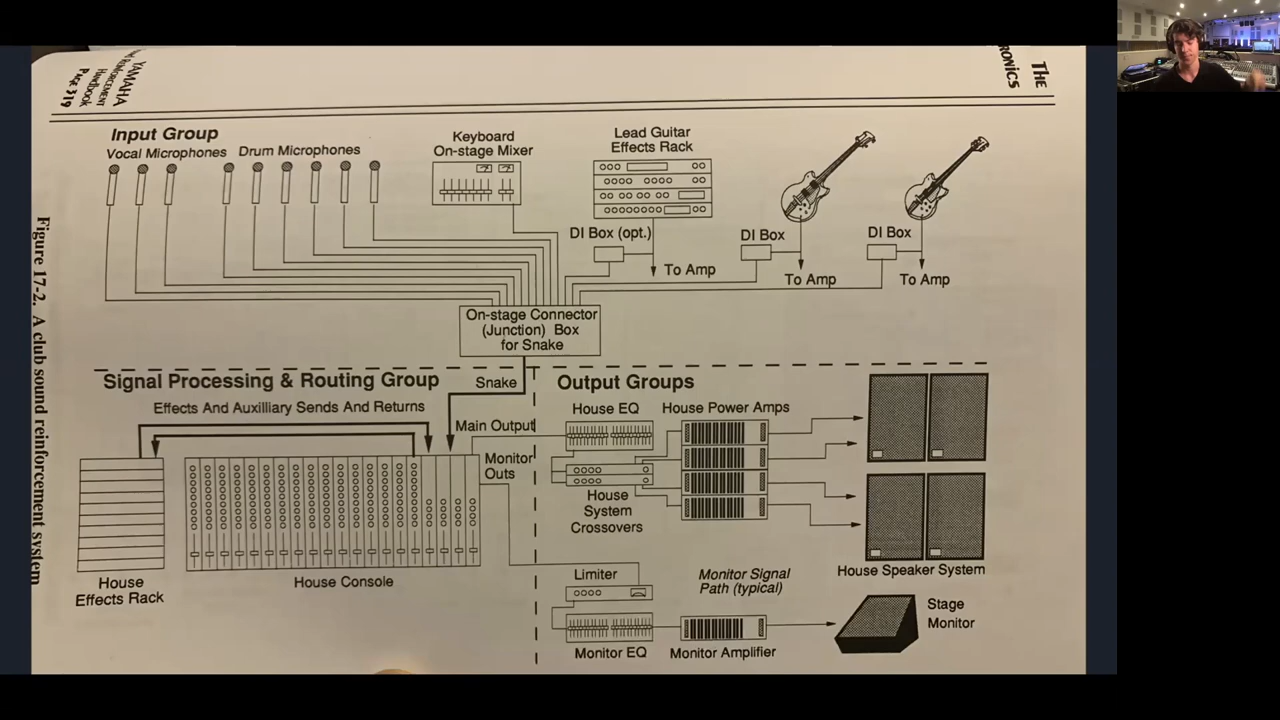 YAMAHA
Handbook
Page 319
THE
Input Group
Vocal Microphones
Drum Microphones
Keyboard
On-stage Mixer
Lead Guitar
Effects Rack
DI Box (opt.)
To Amp
DI Box
To Amp
DI Box
To Amp
On-stage Connector
(Junction) Box
for Snake
Figure 17-2. A club sound reinforcement system
Signal Processing & Routing Group
Snake
Effects And Auxilliary Sends And Returns
Main Output
Monitor
Outs
House
Effects Rack
House Console
Output Groups
House EQ
House Power Amps
House
System
Crossovers
House Speaker System
Limiter
Monitor Signal
Path (typical)
Monitor EQ
Monitor Amplifier
Stage
Monitor